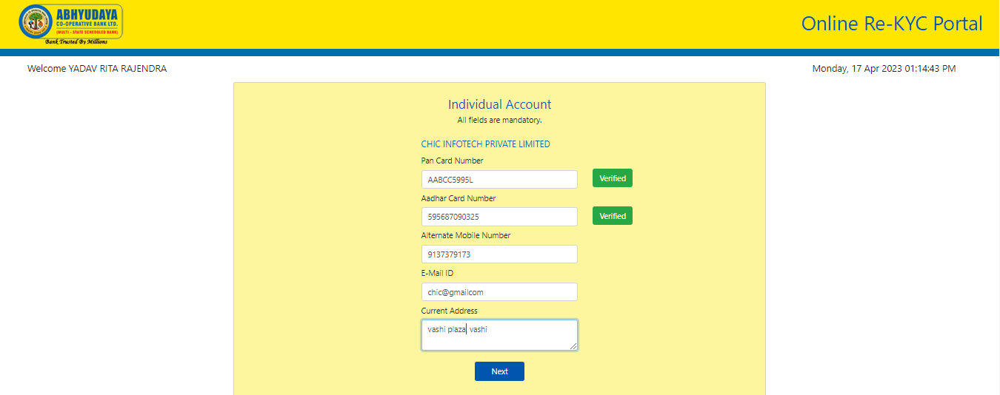 ABHYUDAYA
CO-OPERATIVE BANK LTD.
(MULTI - STATE SCHEDULED BANK)
Bank Trusted By Millions
Online Re-KYC Portal
Welcome YADAV RITA RAJENDRA
Monday, 17 Apr 2023 01:14:43 PM
Individual Account
All fields are mandatory.
CHIC INFOTECH PRIVATE LIMITED
Pan Card Number
AABCC5995L
Verified
Aadhar Card Number
595687090325
Verified
Alternate Mobile Number
9137379173
E-Mail ID
chic@gmailcom
Current Address
vashi plaza, vashi
Next